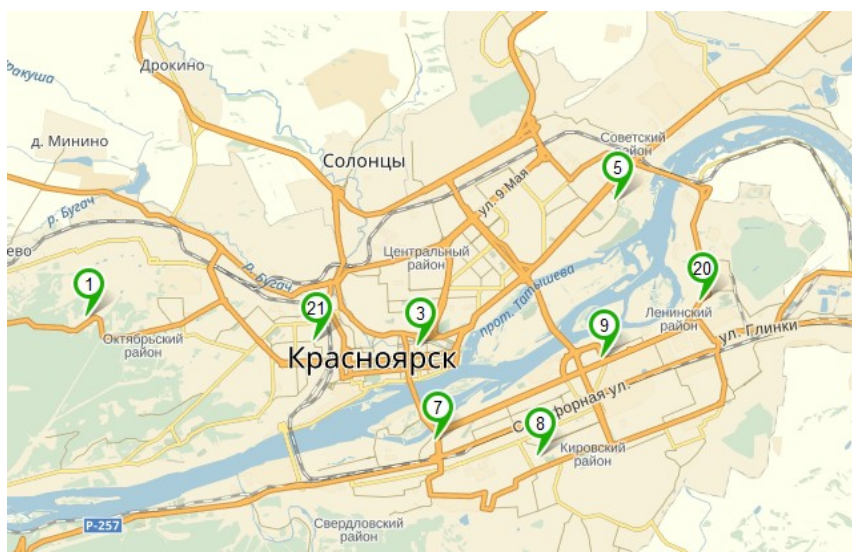 Дрокино
д. Минино
Солонцы
Советский
район
5
ул. 9 Мая
р. Бугач
Центральный
район
р. Бугач
1
20
прот. Татышева
21
3
Ленинский
район
Октябрьский
район
9
ул. Глинки
Красноярск
7
8
Кировский
район
Р-257
Свердловский
район